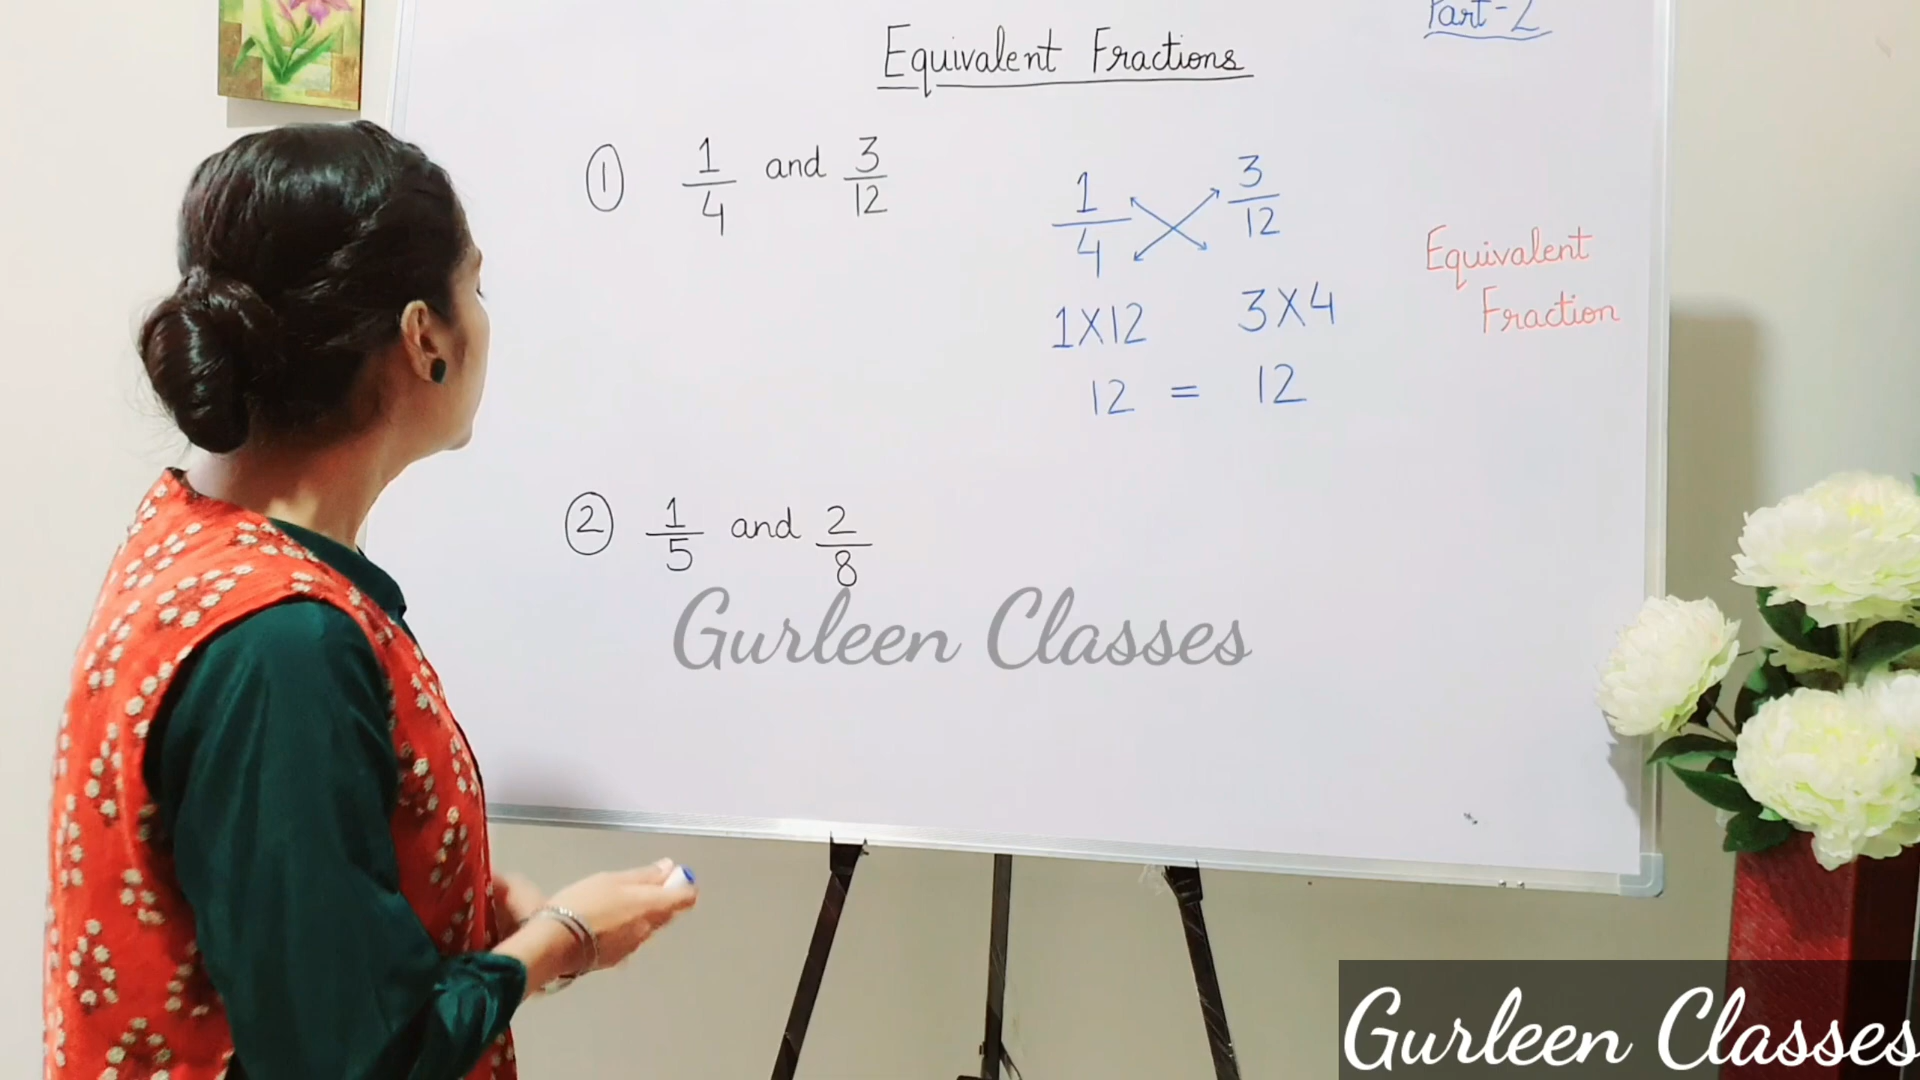 Part-2
Equivalent Fractions
① 1/4 and 3/12
1/4 3/12
1X12 3X4
12 = 12
Equivalent
Fraction
② 1/5 and 2/8
Gurleen Classes
Gurleen Classes